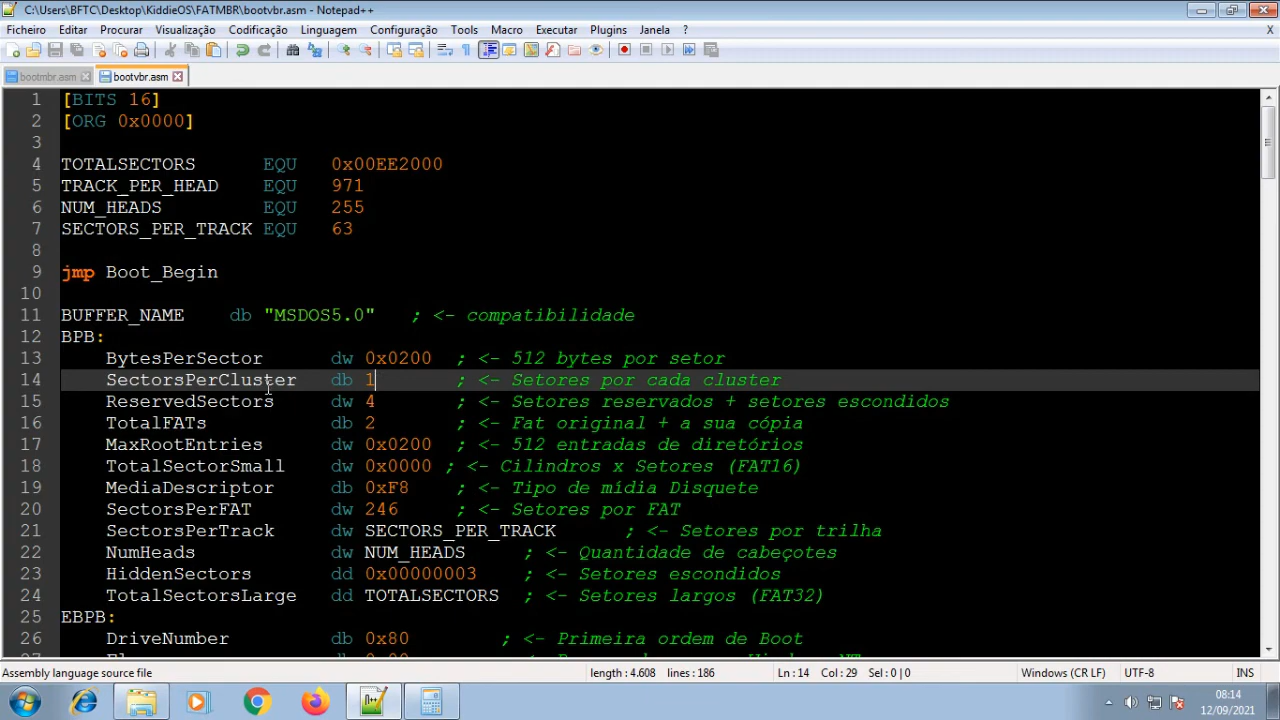 C:\Users\BFTC\Desktop\KiddieOS\FATMBR\bootvbr.asm - Notepad++
Ficheiro Editar Procurar Visualização Codificação Linguagem Configuração Tools Macro Executar Plugins Janela ? X
bootmbr.asm bootvbr.asm
1 [BITS 16]
2 [ORG 0x0000]
3
4 TOTALSECTORS EQU 0x00EE2000
5 TRACK_PER_HEAD EQU 971
6 NUM_HEADS EQU 255
7 SECTORS_PER_TRACK EQU 63
8
9 jmp Boot_Begin
10
11 BUFFER_NAME db "MSDOS5.0" ; <- compatibilidade
12 BPB:
13 BytesPerSector dw 0x0200 ; <- 512 bytes por setor
14 SectorsPerCluster db 1 ; <- Setores por cada cluster
15 ReservedSectors dw 4 ; <- Setores reservados + setores escondidos
16 TotalFATs db 2 ; <- Fat original + a sua cópia
17 MaxRootEntries dw 0x0200 ; <- 512 entradas de diretórios
18 TotalSectorSmall dw 0x0000 ; <- Cilindros x Setores (FAT16)
19 MediaDescriptor db 0xF8 ; <- Tipo de mídia Disquete
20 SectorsPerFAT dw 246 ; <- Setores por FAT
21 SectorsPerTrack dw SECTORS_PER_TRACK ; <- Setores por trilha
22 NumHeads dw NUM_HEADS ; <- Quantidade de cabeçotes
23 HiddenSectors dd 0x00000003 ; <- Setores escondidos
24 TotalSectorsLarge dd TOTALSECTORS ; <- Setores largos (FAT32)
25 EBPB:
26 DriveNumber db 0x80 ; <- Primeira ordem de Boot
Assembly language source file length : 4.608 lines : 186 Ln : 14 Col : 29 Sel : 0 | 0 Windows (CR LF) UTF-8 INS
08:14
12/09/2021